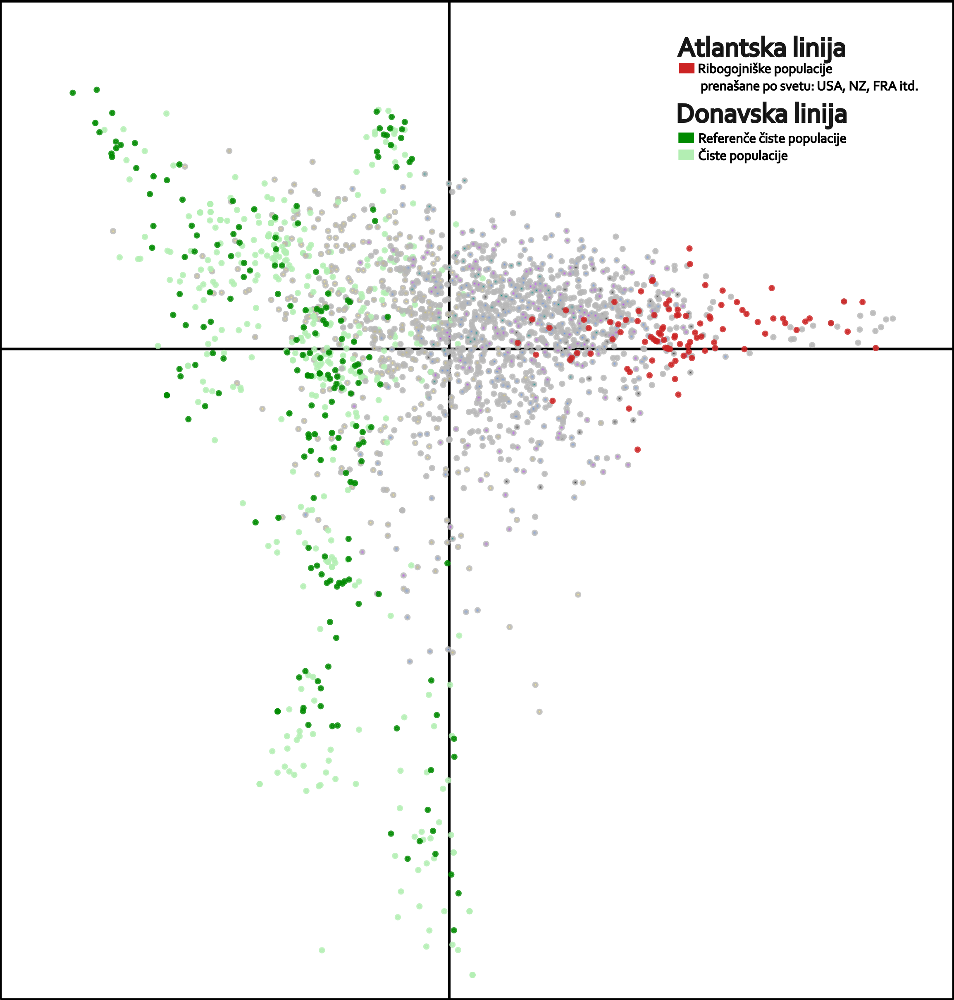 Atlantska linija
Ribogojniške populacije
prenašane po svetu: USA, NZ, FRA itd.
Donavska linija
Referenče čiste populacije
Čiste populacije